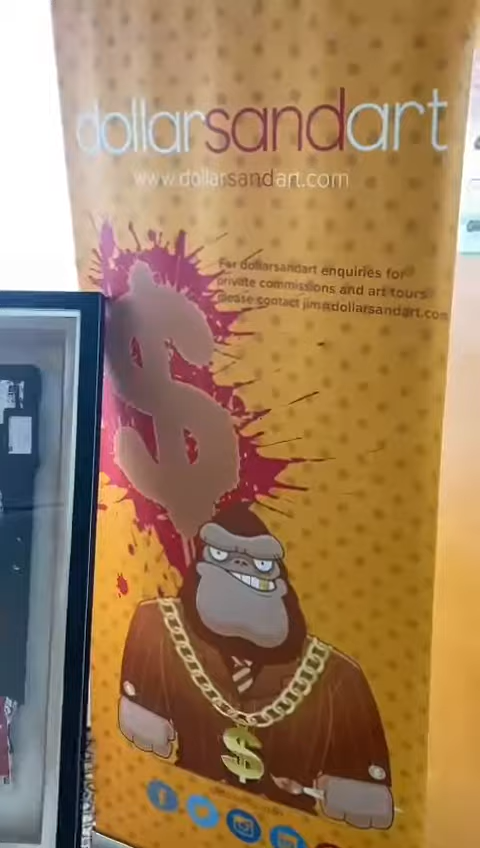 dollarsandart
www.dollarsandart.com
For dollarsandart enquiries for
private commissions and art tours
please contact jim@dollarsandart.com